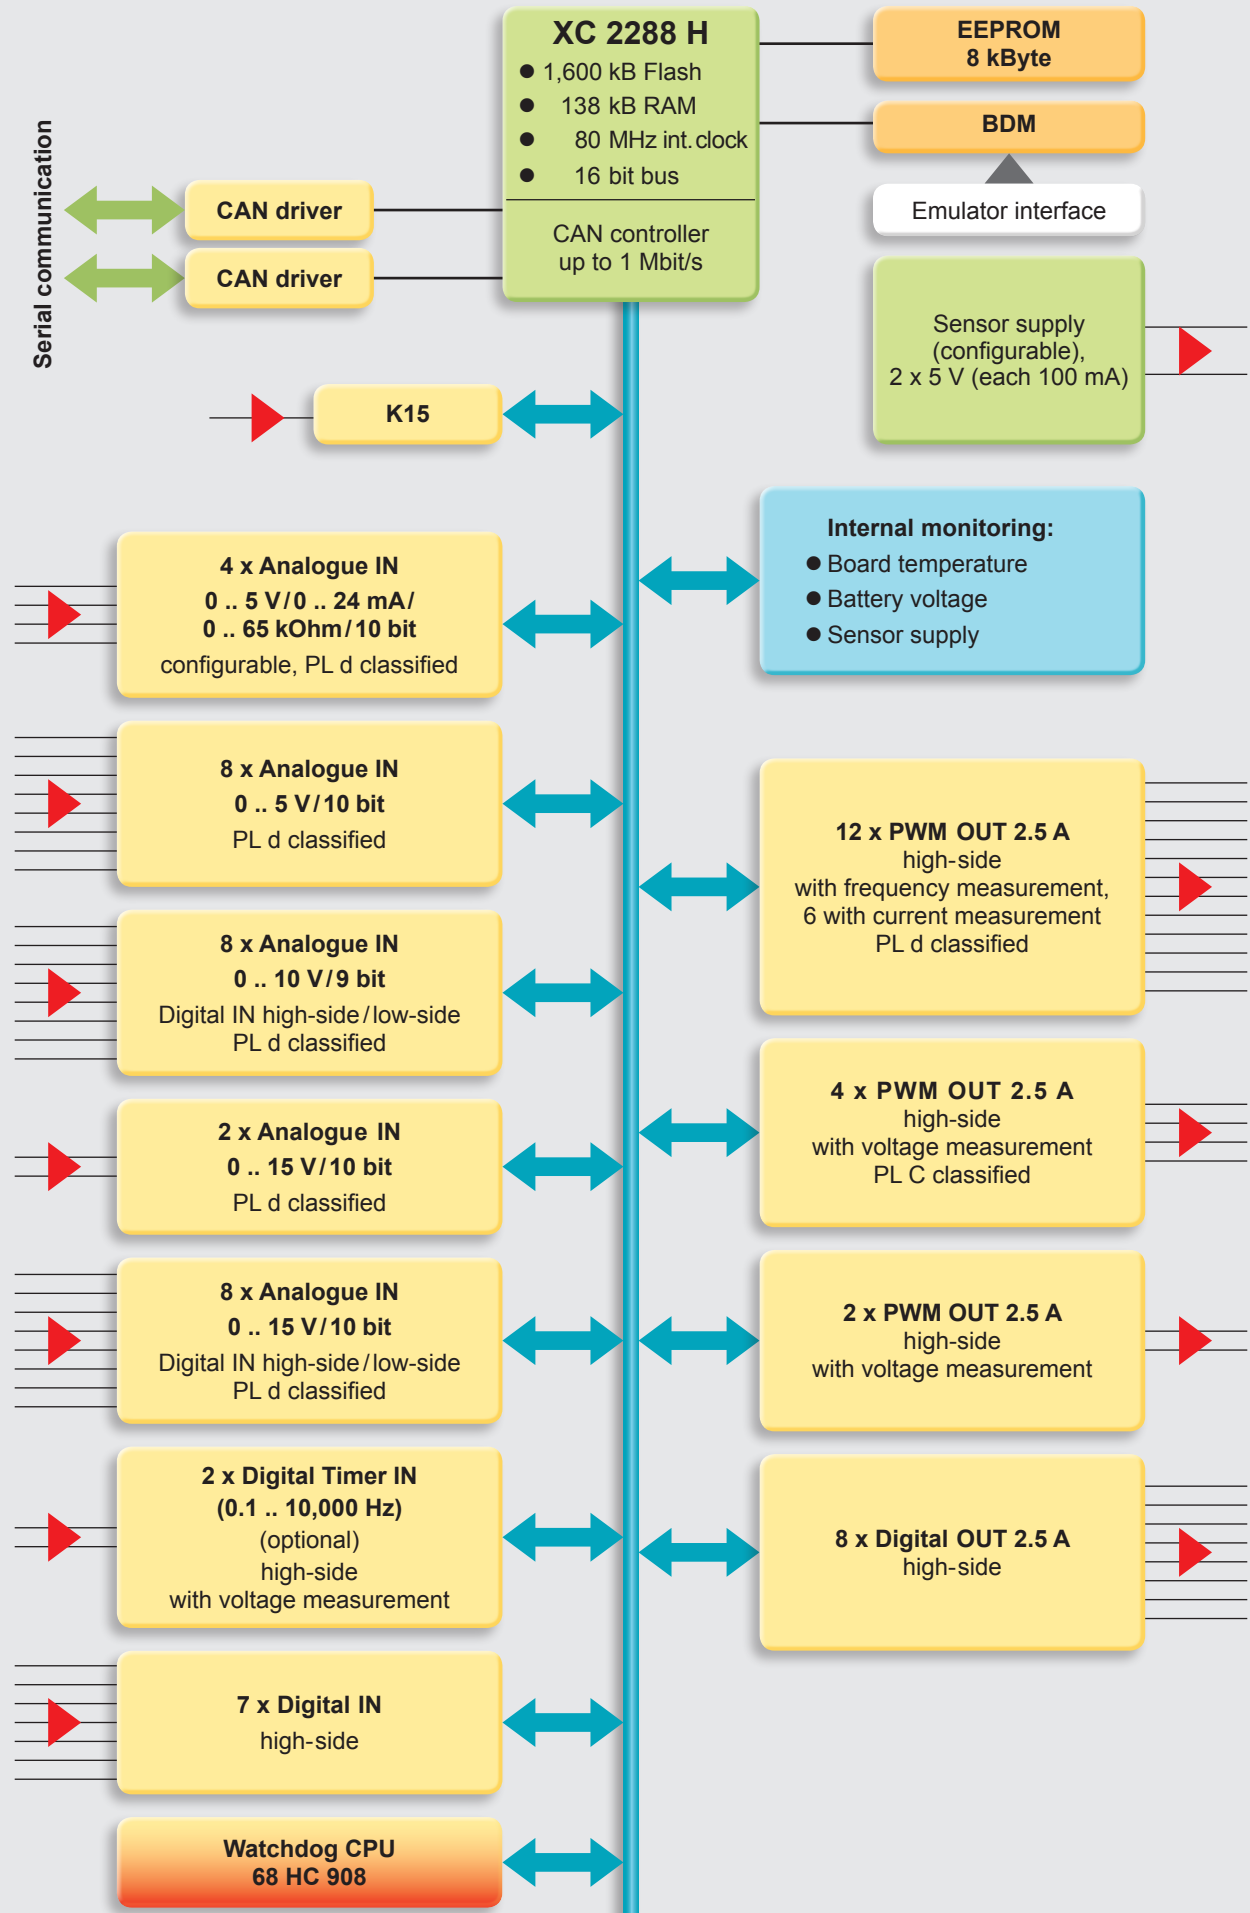 XC 2288 H
● 1,600 kB Flash
● 138 kB RAM
● 80 MHz int. clock
● 16 bit bus
CAN controller
up to 1 Mbit/s
EEPROM
8 kByte
BDM
Emulator interface
Serial communication
CAN driver
CAN driver
Sensor supply
(configurable),
2 x 5 V (each 100 mA)
K15
Internal monitoring:
● Board temperature
● Battery voltage
● Sensor supply
4 x Analogue IN
0 .. 5 V/0 .. 24 mA/
0 .. 65 kOhm/10 bit
configurable, PL d classified
8 x Analogue IN
0 .. 5 V/10 bit
PL d classified
8 x Analogue IN
0 .. 10 V/9 bit
Digital IN high-side/low-side
PL d classified
2 x Analogue IN
0 .. 15 V/10 bit
PL d classified
8 x Analogue IN
0 .. 15 V/10 bit
Digital IN high-side/low-side
PL d classified
2 x Digital Timer IN
(0.1 .. 10,000 Hz)
(optional)
high-side
with voltage measurement
7 x Digital IN
high-side
Watchdog CPU
68 HC 908
12 x PWM OUT 2.5 A
high-side
with frequency measurement,
6 with current measurement
PL d classified
4 x PWM OUT 2.5 A
high-side
with voltage measurement
PL C classified
2 x PWM OUT 2.5 A
high-side
with voltage measurement
8 x Digital OUT 2.5 A
high-side